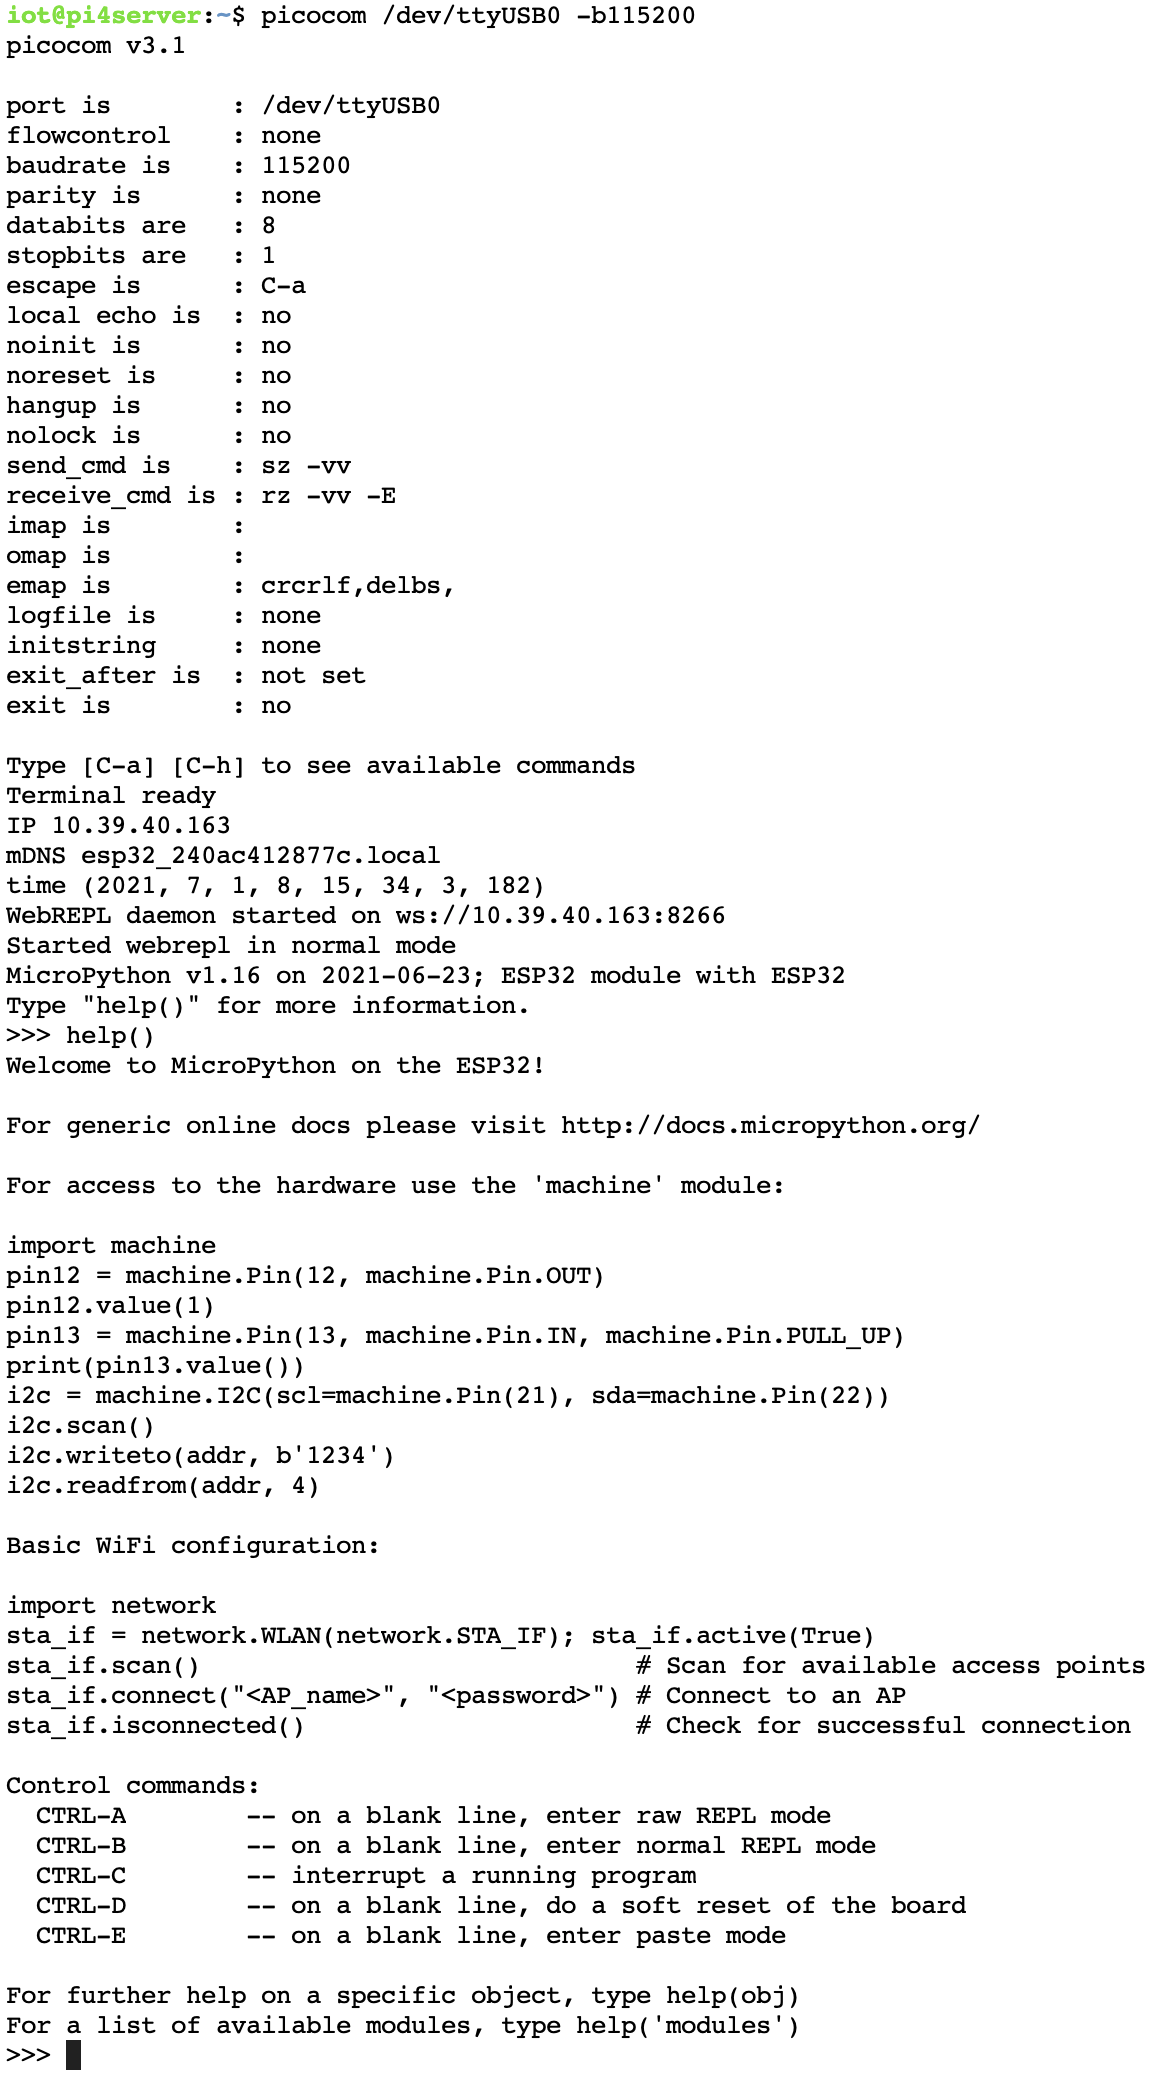 iot@pi4server:~$ picocom /dev/ttyUSB0 -b115200
picocom v3.1

port is        : /dev/ttyUSB0
flowcontrol    : none
baudrate is    : 115200
parity is      : none
databits are   : 8
stopbits are   : 1
escape is      : C-a
local echo is  : no
noinit is      : no
noreset is     : no
hangup is      : no
nolock is      : no
send_cmd is    : sz -vv
receive_cmd is : rz -vv -E
imap is        :
omap is        :
emap is        : crcrlf,delbs,
logfile is     : none
initstring     : none
exit_after is  : not set
exit is        : no

Type [C-a] [C-h] to see available commands
Terminal ready
IP 10.39.40.163
mDNS esp32_240ac412877c.local
time (2021, 7, 1, 8, 15, 34, 3, 182)
WebREPL daemon started on ws://10.39.40.163:8266
Started webrepl in normal mode
MicroPython v1.16 on 2021-06-23; ESP32 module with ESP32
Type "help()" for more information.
>>> help()
Welcome to MicroPython on the ESP32!

For generic online docs please visit http://docs.micropython.org/

For access to the hardware use the 'machine' module:

import machine
pin12 = machine.Pin(12, machine.Pin.OUT)
pin12.value(1)
pin13 = machine.Pin(13, machine.Pin.IN, machine.Pin.PULL_UP)
print(pin13.value())
i2c = machine.I2C(scl=machine.Pin(21), sda=machine.Pin(22))
i2c.scan()
i2c.writeto(addr, b'1234')
i2c.readfrom(addr, 4)

Basic WiFi configuration:

import network
sta_if = network.WLAN(network.STA_IF); sta_if.active(True)
sta_if.scan()                             # Scan for available access points
sta_if.connect("<AP_name>", "<password>") # Connect to an AP
sta_if.isconnected()                      # Check for successful connection

Control commands:
  CTRL-A        -- on a blank line, enter raw REPL mode
  CTRL-B        -- on a blank line, enter normal REPL mode
  CTRL-C        -- interrupt a running program
  CTRL-D        -- on a blank line, do a soft reset of the board
  CTRL-E        -- on a blank line, enter paste mode

For further help on a specific object, type help(obj)
For a list of available modules, type help('modules')
>>>